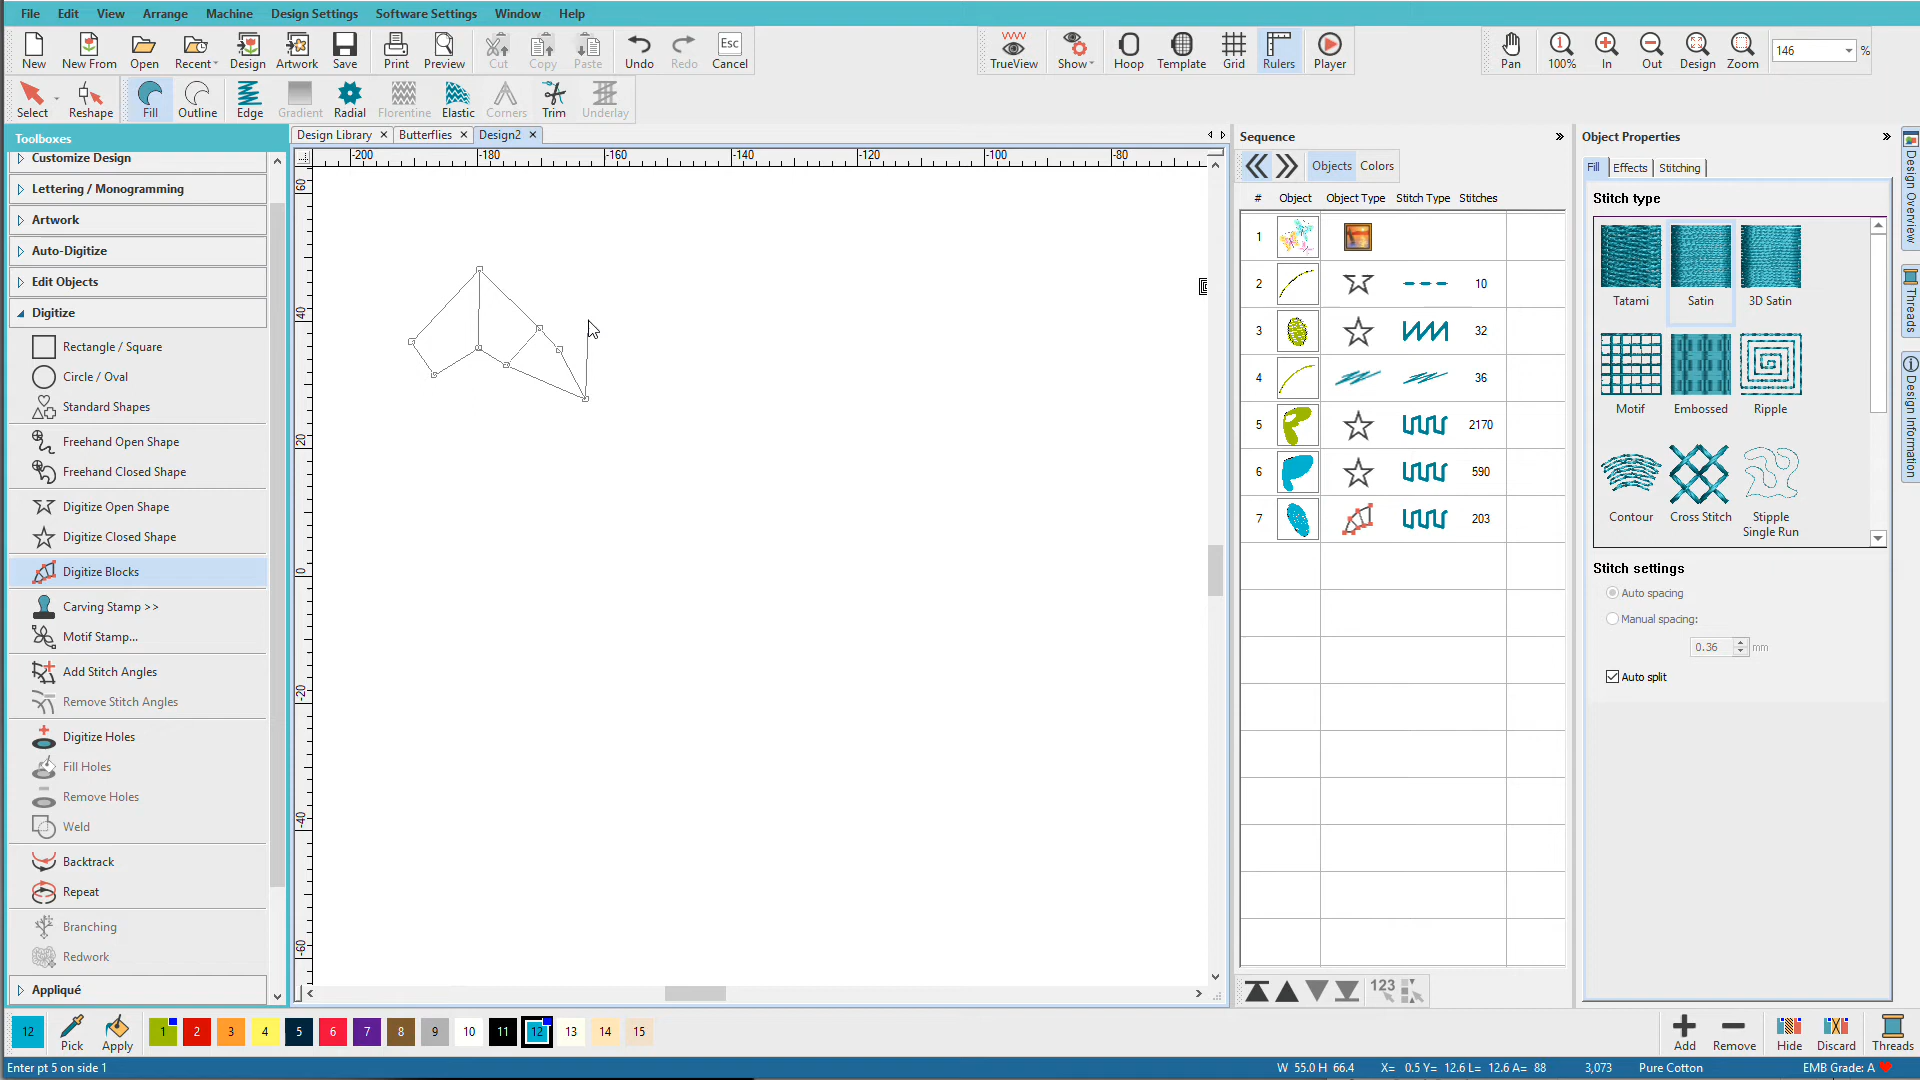 File Edit View Arrange Machine Design Settings Software Settings Window Help
New New From Open Recent Design Artwork Save Print Preview Cut Copy Paste Undo Redo Esc Cancel TrueView Show Hoop Template Grid Rulers Player Pan 1 100% In Out Design Zoom 146 %
Select Reshape Fill Outline Edge Gradient Radial Florentine Elastic Corners Trim Underlay
Toolboxes
Customize Design
Lettering / Monogramming
Artwork
Auto-Digitize
Edit Objects
Digitize
Rectangle / Square
Circle / Oval
Standard Shapes
Freehand Open Shape
Freehand Closed Shape
Digitize Open Shape
Digitize Closed Shape
Digitize Blocks
Carving Stamp >>
Motif Stamp...
Add Stitch Angles
Remove Stitch Angles
Digitize Holes
Fill Holes
Remove Holes
Weld
Backtrack
Repeat
Branching
Redwork
Appliqué
Design Library Butterflies Design2
-200 -180 -160 -140 -120 -100 -80
60
40
20
0
-20
-40
-60
Sequence
Objects Colors
# Object Object Type Stitch Type Stitches
1
2 10
3 32
4 36
5 2170
6 590
7 203
123
Object Properties
Fill Effects Stitching
Stitch type
Tatami Satin 3D Satin
Motif Embossed Ripple
Contour Cross Stitch Stipple Single Run
Stitch settings
Auto spacing
Manual spacing:
0.36 mm
Auto split
Design Overview
Threads
Design Information
12 Pick Apply 1 2 3 4 5 6 7 8 9 10 11 12 13 14 15 Add Remove Hide Discard Threads
Enter pt 5 on side 1 W 55.0 H 66.4 X= 0.5 Y= 12.6 L= 12.6 A= 88 3,073 Pure Cotton EMB Grade: A